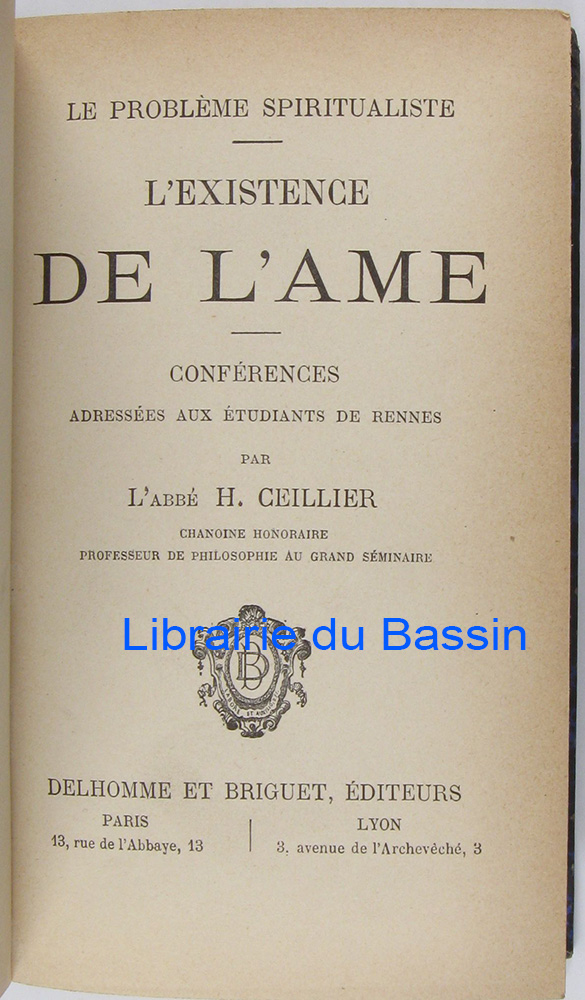 LE PROBLÈME SPIRITUALISTE
L'EXISTENCE
DE L'AME
CONFÉRENCES
ADRESSÉES AUX ÉTUDIANTS DE RENNES
PAR
L'ABBÉ H. CEILLIER
CHANOINE HONORAIRE
PROFESSEUR DE PHILOSOPHIE AU GRAND SÉMINAIRE
Librairie du Bassin
DELHOMME ET BRIGUET, ÉDITEURS
PARIS
13, rue de l'Abbaye, 13
LYON
3, avenue de l'Archevêché, 3